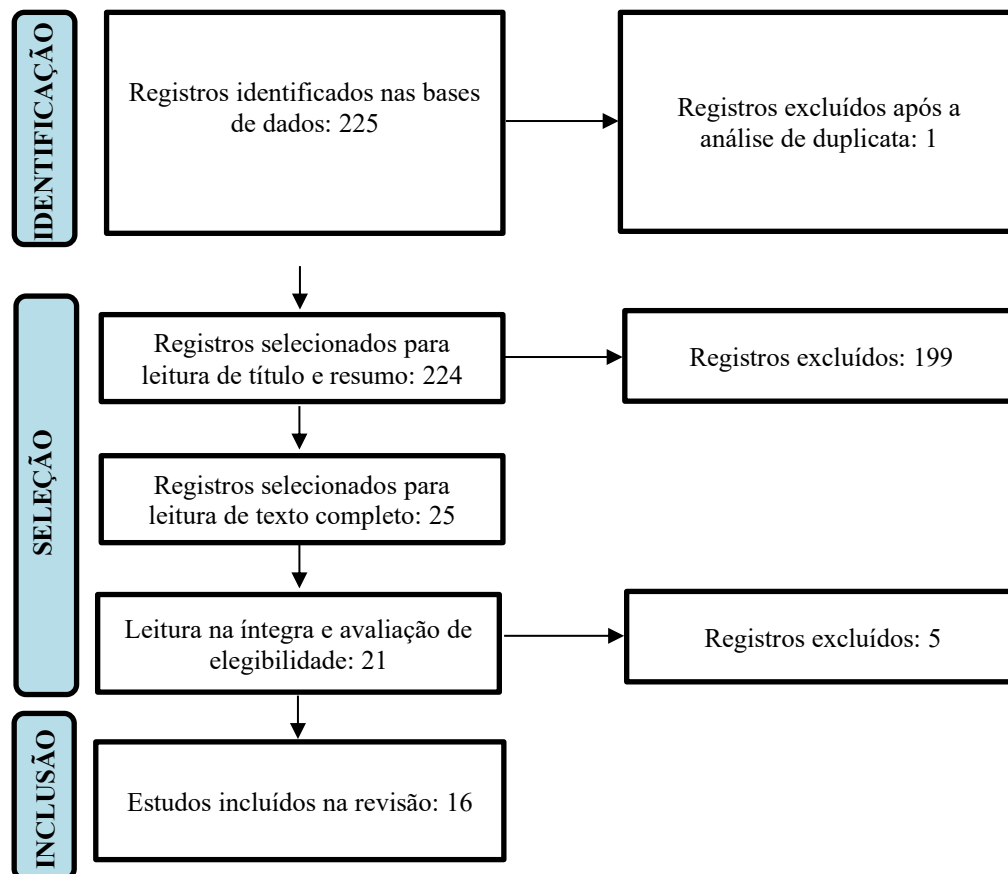 IDENTIFICAÇÃO
Registros identificados nas bases
de dados: 225
Registros excluídos após a
análise de duplicata: 1
SELEÇÃO
Registros selecionados para
leitura de título e resumo: 224
Registros excluídos: 199
Registros selecionados para
leitura de texto completo: 25
Leitura na íntegra e avaliação de
elegibilidade: 21
Registros excluídos: 5
INCLUSÃO
Estudos incluídos na revisão: 16